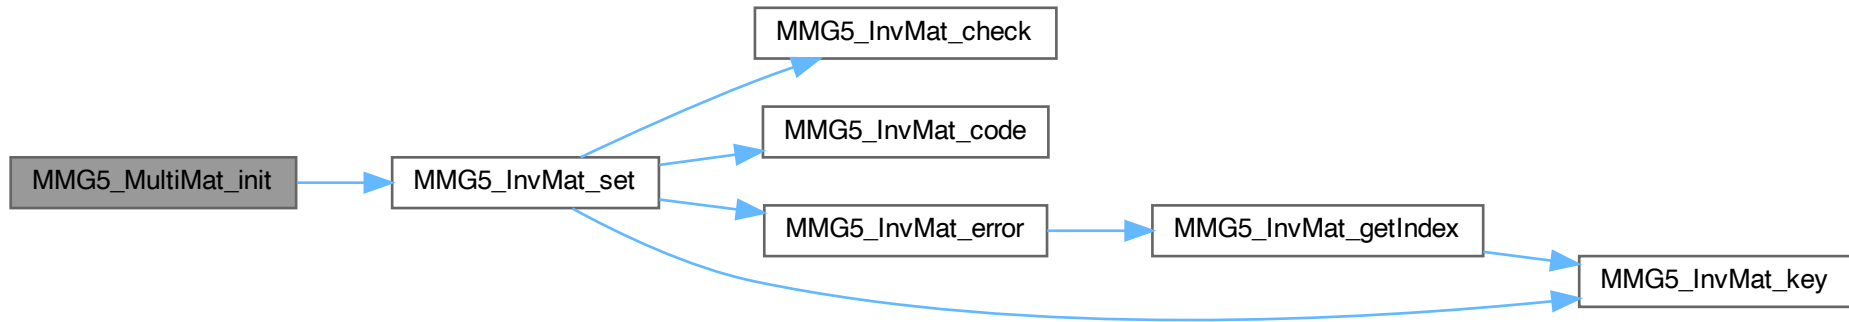 MMG5_InvMat_check
MMG5_InvMat_code
MMG5_MultiMat_init
MMG5_InvMat_set
MMG5_InvMat_error
MMG5_InvMat_getIndex
MMG5_InvMat_key